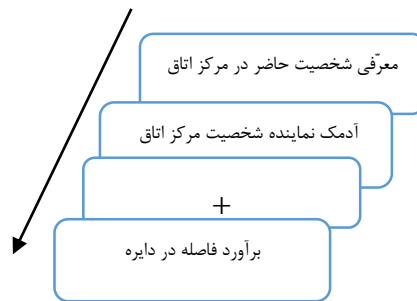 معرّفی شخصیت حاضر در مرکز اتاق
آدمک نماینده شخصیت مرکز اتاق
+
برآورد فاصله در دایره